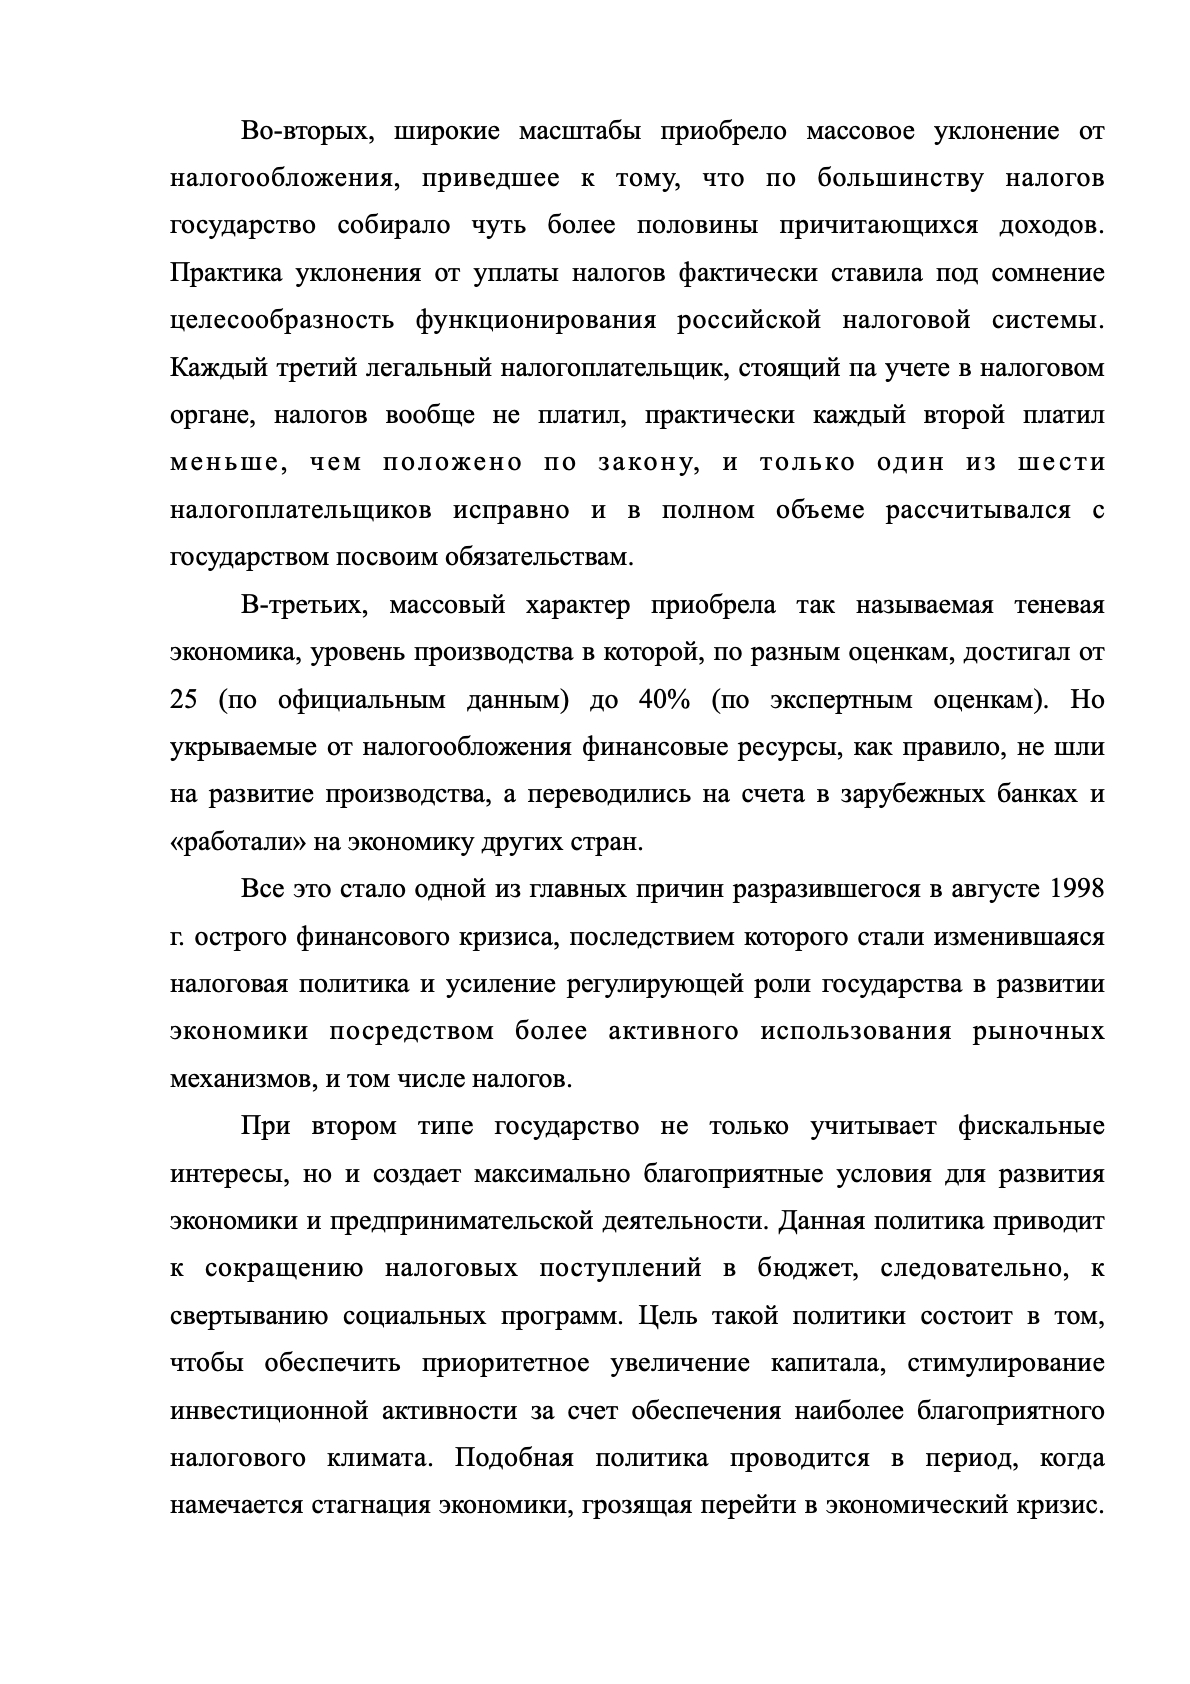 Во-вторых, широкие масштабы приобрело массовое уклонение от
налогообложения, приведшее к тому, что по большинству налогов
государство собирало чуть более половины причитающихся доходов.
Практика уклонения от уплаты налогов фактически ставила под сомнение
целесообразность функционирования российской налоговой системы.
Каждый третий легальный налогоплательщик, стоящий па учете в налоговом
органе, налогов вообще не платил, практически каждый второй платил
меньше, чем положено по закону, и только один из шести
налогоплательщиков исправно и в полном объеме рассчитывался с
государством посвоим обязательствам.
В-третьих, массовый характер приобрела так называемая теневая
экономика, уровень производства в которой, по разным оценкам, достигал от
25 (по официальным данным) до 40% (по экспертным оценкам). Но
укрываемые от налогообложения финансовые ресурсы, как правило, не шли
на развитие производства, а переводились на счета в зарубежных банках и
«работали» на экономику других стран.
Все это стало одной из главных причин разразившегося в августе 1998
г. острого финансового кризиса, последствием которого стали изменившаяся
налоговая политика и усиление регулирующей роли государства в развитии
экономики посредством более активного использования рыночных
механизмов, и том числе налогов.
При втором типе государство не только учитывает фискальные
интересы, но и создает максимально благоприятные условия для развития
экономики и предпринимательской деятельности. Данная политика приводит
к сокращению налоговых поступлений в бюджет, следовательно, к
свертыванию социальных программ. Цель такой политики состоит в том,
чтобы обеспечить приоритетное увеличение капитала, стимулирование
инвестиционной активности за счет обеспечения наиболее благоприятного
налогового климата. Подобная политика проводится в период, когда
намечается стагнация экономики, грозящая перейти в экономический кризис.